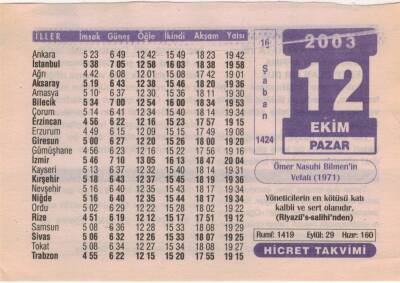 İLLER İmsak Güneş Öğle İkindi Akşam Yatsı
Ankara 5 23 6 49 12 42 15 49 18 23 19 42
İstanbul 5 38 7 05 12 58 16 03 18 38 19 58
Ağrı 4 42 6 08 12 01 15 08 17 42 19 01
Aksaray 5 19 6 43 12 38 15 46 18 20 19 36
Amasya 5 10 6 37 12 30 15 36 18 11 19 30
Bilecik 5 34 7 00 12 54 16 00 18 34 19 53
Çorum 5 14 6 41 12 34 15 40 18 14 19 34
Erzincan 4 56 6 22 12 16 15 23 17 57 19 15
Erzurum 4 49 6 15 12 09 15 15 17 49 19 08
Giresun 5 00 6 27 12 20 15 26 18 00 19 20
Gümüşhane 4 56 6 23 12 16 15 22 17 56 19 16
İzmir 5 46 7 10 13 05 16 13 18 47 20 04
Kayseri 5 13 6 37 12 32 15 40 18 14 19 31
Kırşehir 5 18 6 43 12 37 15 45 18 19 19 36
Nevşehir 5 16 6 40 12 35 15 43 18 17 19 34
Niğde 5 16 6 40 12 35 15 44 18 18 19 34
Ordu 5 02 6 29 12 22 15 28 18 02 19 22
Rize 4 51 6 19 12 12 15 17 17 51 19 12
Samsun 5 08 6 36 12 29 15 33 18 08 19 29
Sivas 5 06 6 32 12 26 15 33 18 07 19 25
Tokat 5 08 6 34 12 27 15 34 18 08 19 27
Trabzon 4 55 6 22 12 15 12 20 17 55 19 15
16
Şaban
1424
2003
12
EKİM
PAZAR
Ömer Nasuhi Bilmen'in
Vefatı (1971)
Yöneticilerin en kötüsü katı
kalbli ve sert olanıdır.
(Riyazü's-salihi'nden)
Rumî: 1419 Eylül: 29 Hızır: 160
HİCRET TAKVİMİ